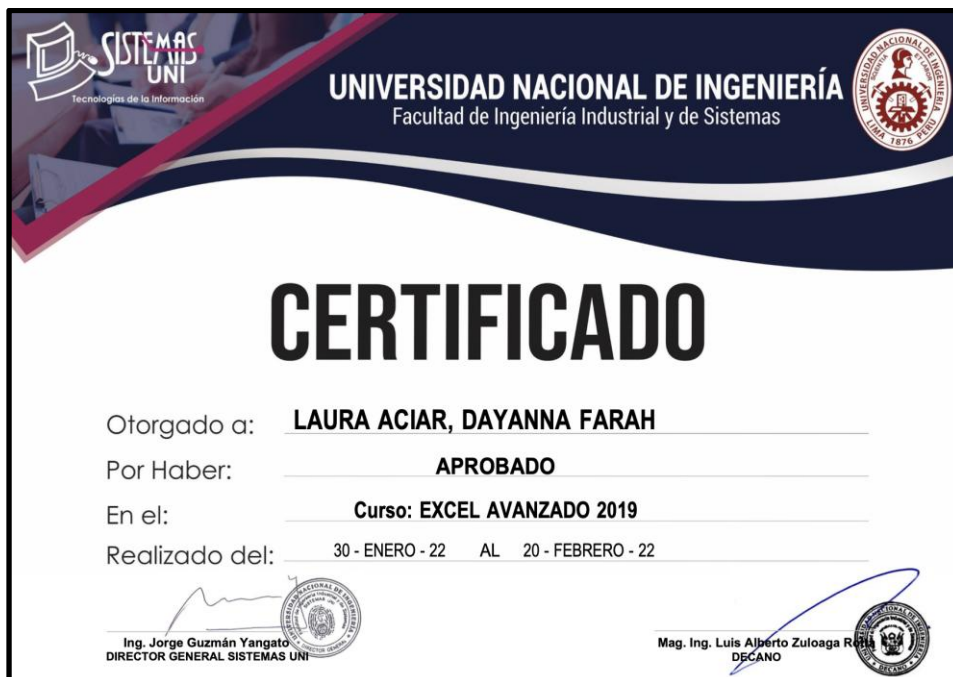 SISTEMAS
UNI
Tecnologías de la Información
UNIVERSIDAD NACIONAL DE INGENIERÍA
Facultad de Ingeniería Industrial y de Sistemas
UNIVERSIDAD NACIONAL DE INGENIERIA
SCIENTIA ET LABOR
LIMA 1876 PERU
CERTIFICADO
Otorgado a: LAURA ACIAR, DAYANNA FARAH
Por Haber: APROBADO
En el: Curso: EXCEL AVANZADO 2019
Realizado del: 30 - ENERO - 22 AL 20 - FEBRERO - 22
Ing. Jorge Guzmán Yangato
DIRECTOR GENERAL SISTEMAS UNI
Mag. Ing. Luis Alberto Zuloaga
DECANO